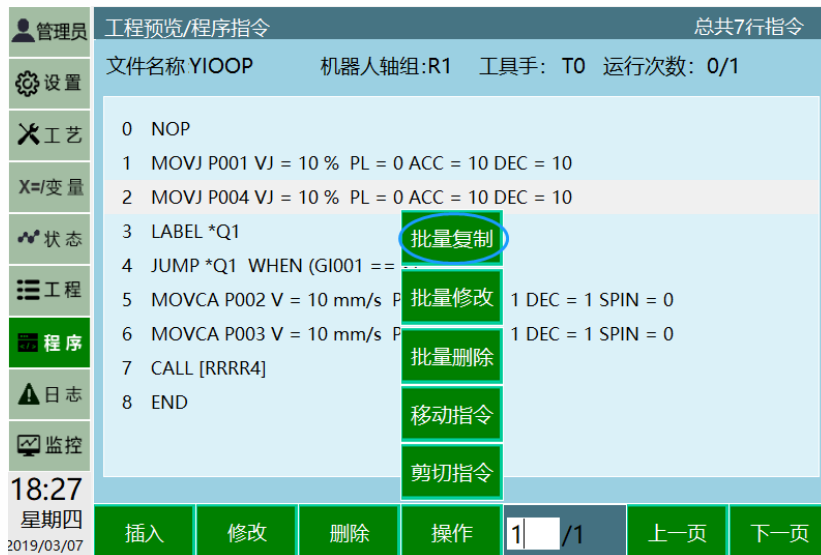 管理员
工程预览/程序指令
总共7行指令
设置
文件名称:YIOOP
机器人轴组:R1
工具手: T0
运行次数: 0/1
工艺
X=/变量
状态
工程
程序
日志
监控
0 NOP
1 MOVJ P001 VJ = 10 % PL = 0 ACC = 10 DEC = 10
2 MOVJ P004 VJ = 10 % PL = 0 ACC = 10 DEC = 10
3 LABEL *Q1
4 JUMP *Q1 WHEN (GI001 ==
5 MOVCA P002 V = 10 mm/s P 1 DEC = 1 SPIN = 0
6 MOVCA P003 V = 10 mm/s P 1 DEC = 1 SPIN = 0
7 CALL [RRRR4]
8 END
批量复制
批量修改
批量删除
移动指令
剪切指令
18:27
星期四
2019/03/07
插入
修改
删除
操作
1 /1
上一页
下一页